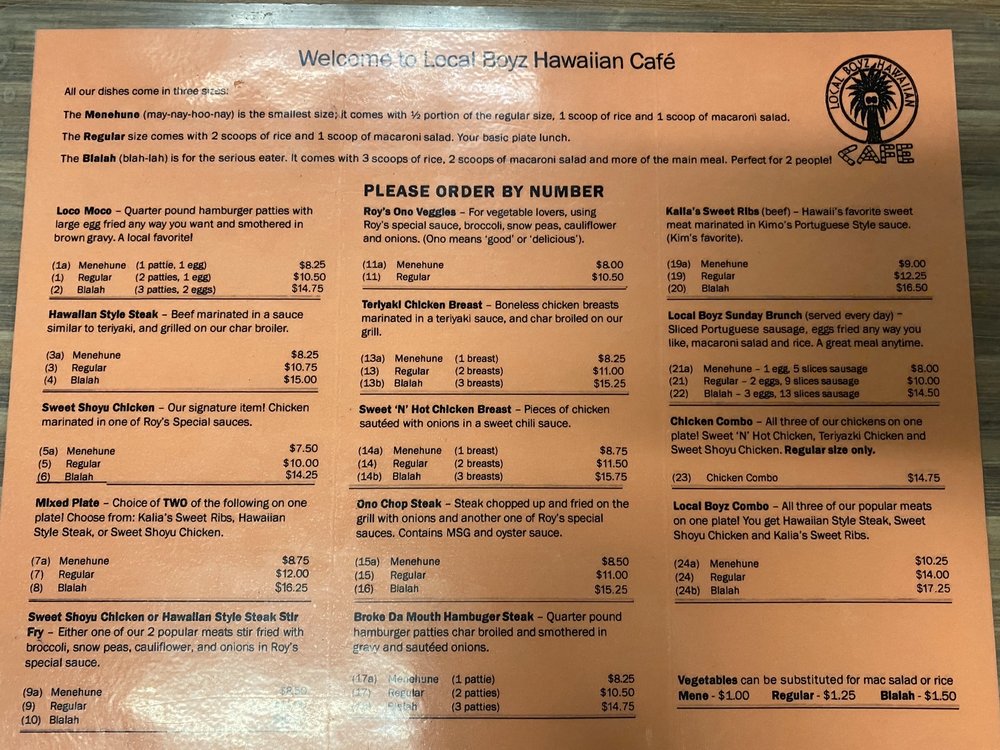 Welcome to Local Boyz Hawaiian Café
LOCAL BOYZ HAWAIIAN
CAFE
All our dishes come in three sizes:
The Menehune (may-nay-hoo-nay) is the smallest size; it comes with ½ portion of the regular size, 1 scoop of rice and 1 scoop of macaroni salad.
The Regular size comes with 2 scoops of rice and 1 scoop of macaroni salad. Your basic plate lunch.
The Blalah (blah-lah) is for the serious eater. It comes with 3 scoops of rice, 2 scoops of macaroni salad and more of the main meal. Perfect for 2 people!
PLEASE ORDER BY NUMBER
Loco Moco – Quarter pound hamburger patties with
large egg fried any way you want and smothered in
brown gravy. A local favorite!
(1a) Menehune (1 pattie, 1 egg) $8.25
(1) Regular (2 patties, 1 egg) $10.50
(2) Blalah (3 patties, 2 eggs) $14.75
Hawaiian Style Steak – Beef marinated in a sauce
similar to teriyaki, and grilled on our char broiler.
(3a) Menehune $8.25
(3) Regular $10.75
(4) Blalah $15.00
Sweet Shoyu Chicken – Our signature item! Chicken
marinated in one of Roy's Special sauces.
(5a) Menehune $7.50
(5) Regular $10.00
(6) Blalah $14.25
Mixed Plate – Choice of TWO of the following on one
plate! Choose from: Kalia's Sweet Ribs, Hawaiian
Style Steak, or Sweet Shoyu Chicken.
(7a) Menehune $8.75
(7) Regular $12.00
(8) Blalah $16.25
Sweet Shoyu Chicken or Hawaiian Style Steak Stir
Fry – Either one of our 2 popular meats stir fried with
broccoli, snow peas, cauliflower, and onions in Roy's
special sauce.
(9a) Menehune $8.50
(9) Regular
(10) Blalah
Roy's Ono Veggies – For vegetable lovers, using
Roy's special sauce, broccoli, snow peas, cauliflower
and onions. (Ono means 'good' or 'delicious').
(11a) Menehune $8.00
(11) Regular $10.50
Teriyaki Chicken Breast – Boneless chicken breasts
marinated in a teriyaki sauce, and char broiled on our
grill.
(13a) Menehune (1 breast) $8.25
(13) Regular (2 breasts) $11.00
(13b) Blalah (3 breasts) $15.25
Sweet 'N' Hot Chicken Breast – Pieces of chicken
sautéed with onions in a sweet chili sauce.
(14a) Menehune (1 breast) $8.75
(14) Regular (2 breasts) $11.50
(14b) Blalah (3 breasts) $15.75
Ono Chop Steak – Steak chopped up and fried on the
grill with onions and another one of Roy's special
sauces. Contains MSG and oyster sauce.
(15a) Menehune $8.50
(15) Regular $11.00
(16) Blalah $15.25
Broke Da Mouth Hambuger Steak – Quarter pound
hamburger patties char broiled and smothered in
gravy and sautéed onions.
(17a) Menehune (1 pattie) $8.25
(17) Regular (2 patties) $10.50
Blalah (3 patties) $14.75
Kalia's Sweet Ribs (beef) – Hawaii's favorite sweet
meat marinated in Kimo's Portuguese Style sauce.
(Kim's favorite).
(19a) Menehune $9.00
(19) Regular $12.25
(20) Blalah $16.50
Local Boyz Sunday Brunch (served every day) –
Sliced Portuguese sausage, eggs fried any way you
like, macaroni salad and rice. A great meal anytime.
(21a) Menehune – 1 egg, 5 slices sausage $8.00
(21) Regular – 2 eggs, 9 slices sausage $10.00
(22) Blalah – 3 eggs, 13 slices sausage $14.50
Chicken Combo – All three of our chickens on one
plate! Sweet 'N' Hot Chicken, Teriyazki Chicken and
Sweet Shoyu Chicken. Regular size only.
(23) Chicken Combo $14.75
Local Boyz Combo – All three of our popular meats
on one plate! You get Hawaiian Style Steak, Sweet
Shoyu Chicken and Kalia's Sweet Ribs.
(24a) Menehune $10.25
(24) Regular $14.00
(24b) Blalah $17.25
Vegetables can be substituted for mac salad or rice
Mene - $1.00 Regular - $1.25 Blalah - $1.50